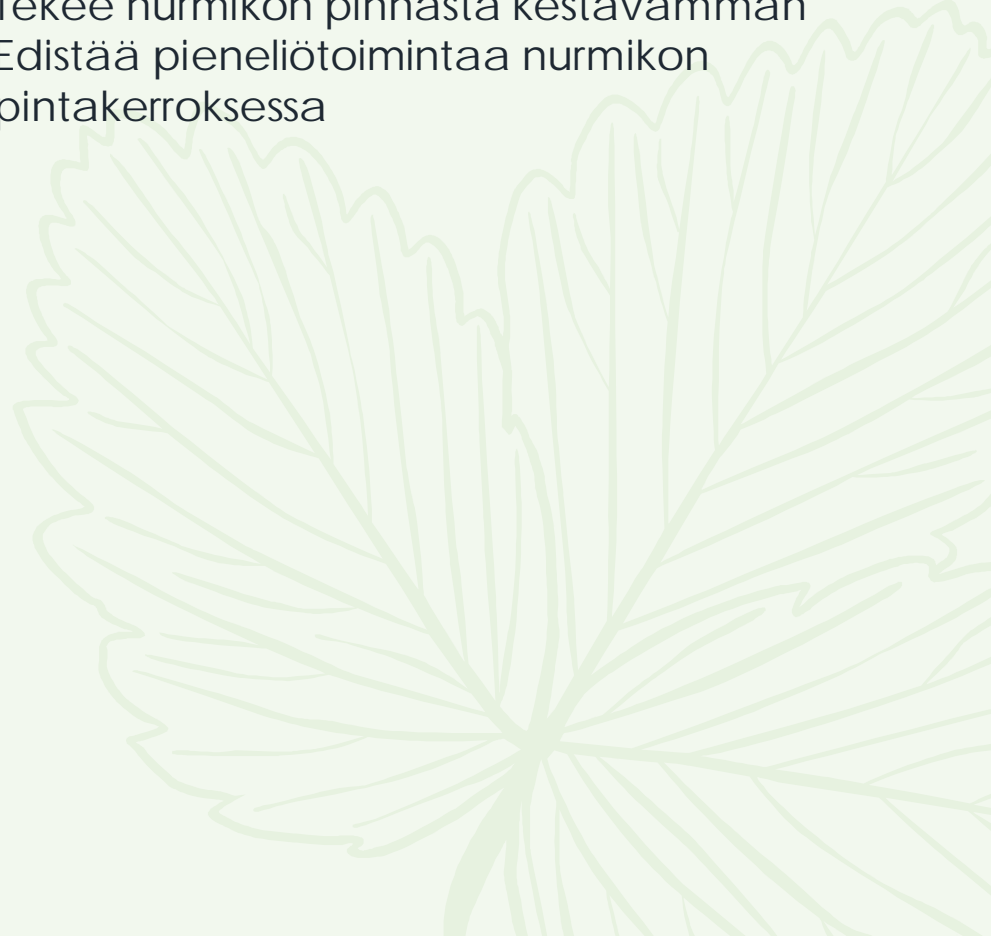 Tekee nurmikon pinnasta kestävämmän
Edistää pieneliötoimintaa nurmikon
pintakerroksessa